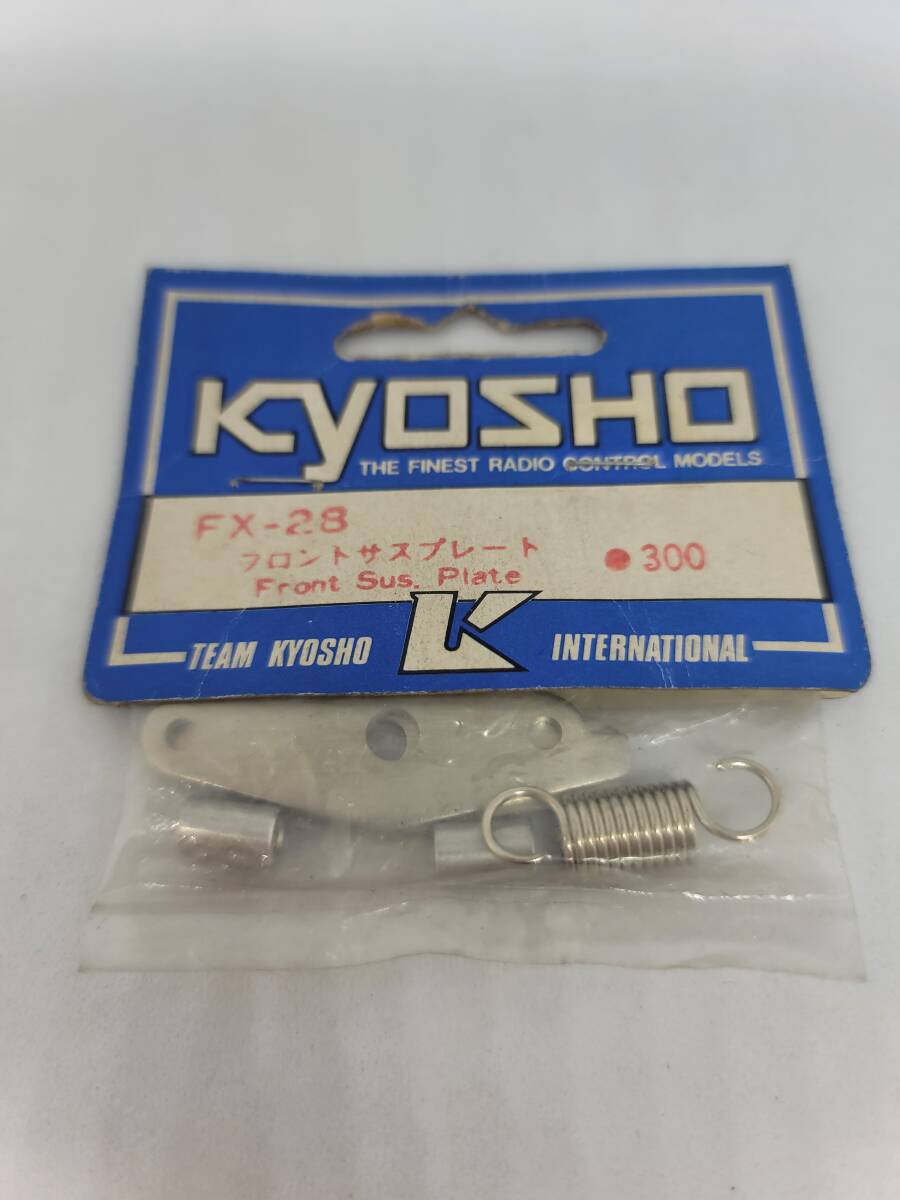 KYOSHO
THE FINEST RADIO CONTROL MODELS
FX-28
フロントサスプレート
Front Sus. Plate
●300
TEAM KYOSHO K INTERNATIONAL